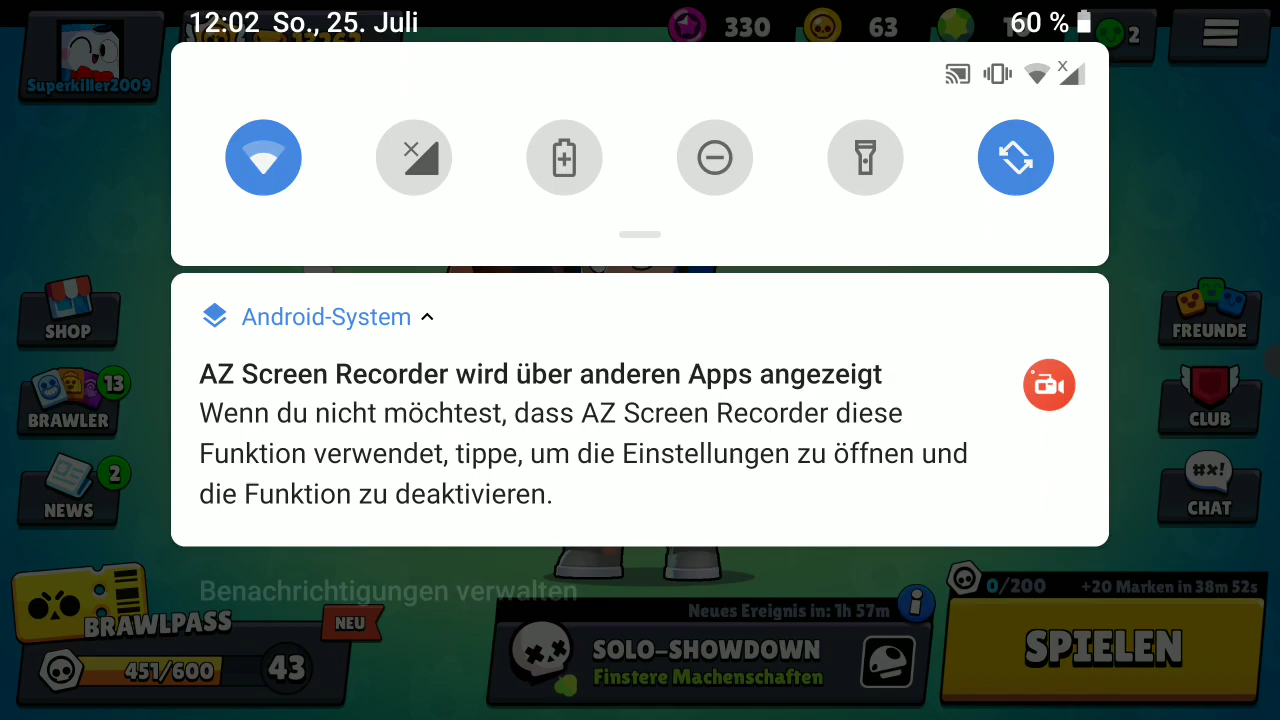 12:02 So., 25. Juli
60 %
330
63
2
Superkiller2009
Android-System
AZ Screen Recorder wird über anderen Apps angezeigt
Wenn du nicht möchtest, dass AZ Screen Recorder diese
Funktion verwendet, tippe, um die Einstellungen zu öffnen und
die Funktion zu deaktivieren.
Benachrichtigungen verwalten
SHOP
13
BRAWLER
2
NEWS
FREUNDE
CLUB
#x!
CHAT
BRAWLPASS
NEU
451/600
43
Neues Ereignis in: 1h 57m
i
SOLO-SHOWDOWN
Finstere Machenschaften
0/200
+20 Marken in 38m 52s
SPIELEN